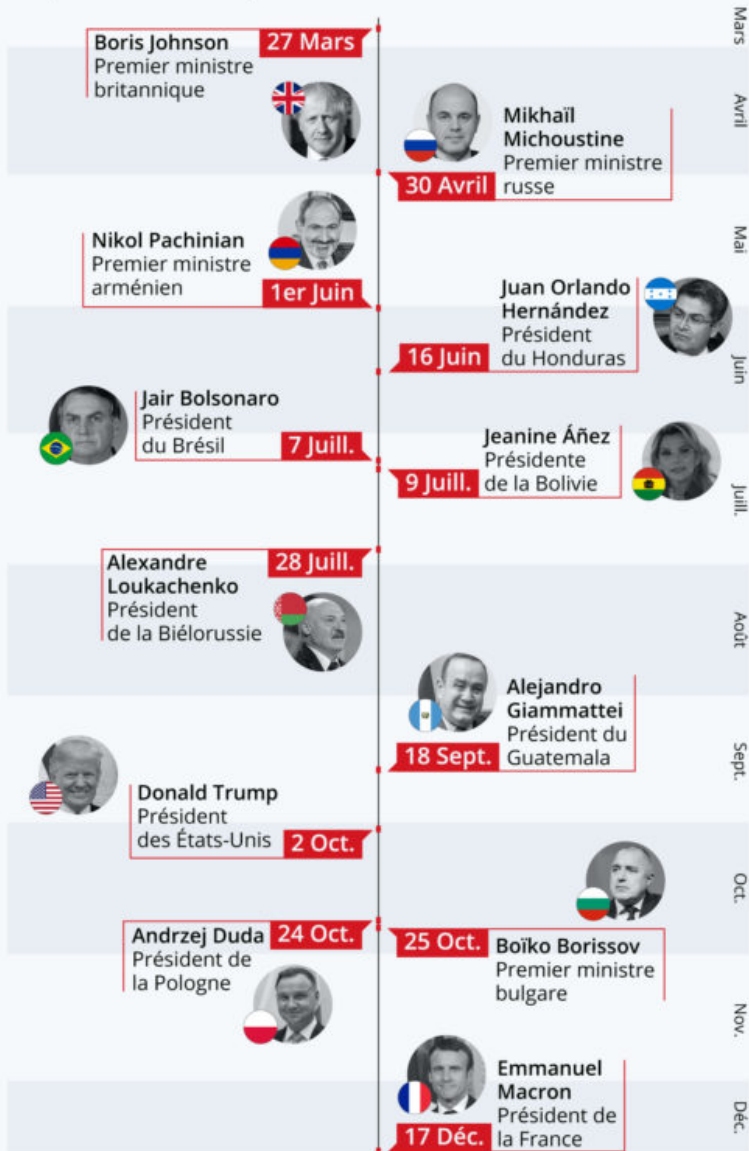 Boris Johnson
Premier ministre
britannique
27 Mars
Mikhaïl
Michoustine
Premier ministre
russe
30 Avril
Nikol Pachinian
Premier ministre
arménien
1er Juin
Juan Orlando
Hernández
Président
du Honduras
16 Juin
Jair Bolsonaro
Président
du Brésil
7 Juill.
Jeanine Áñez
Présidente
de la Bolivie
9 Juill.
Alexandre
Loukachenko
Président
de la Biélorussie
28 Juill.
Alejandro
Giammattei
Président du
Guatemala
18 Sept.
Donald Trump
Président
des États-Unis
2 Oct.
Andrzej Duda
Président de
la Pologne
24 Oct.
25 Oct.
Boïko Borissov
Premier ministre
bulgare
Emmanuel
Macron
Président de
la France
17 Déc.
Mars
Avril
Mai
Juin
Juill.
Août
Sept.
Oct.
Nov.
Déc.